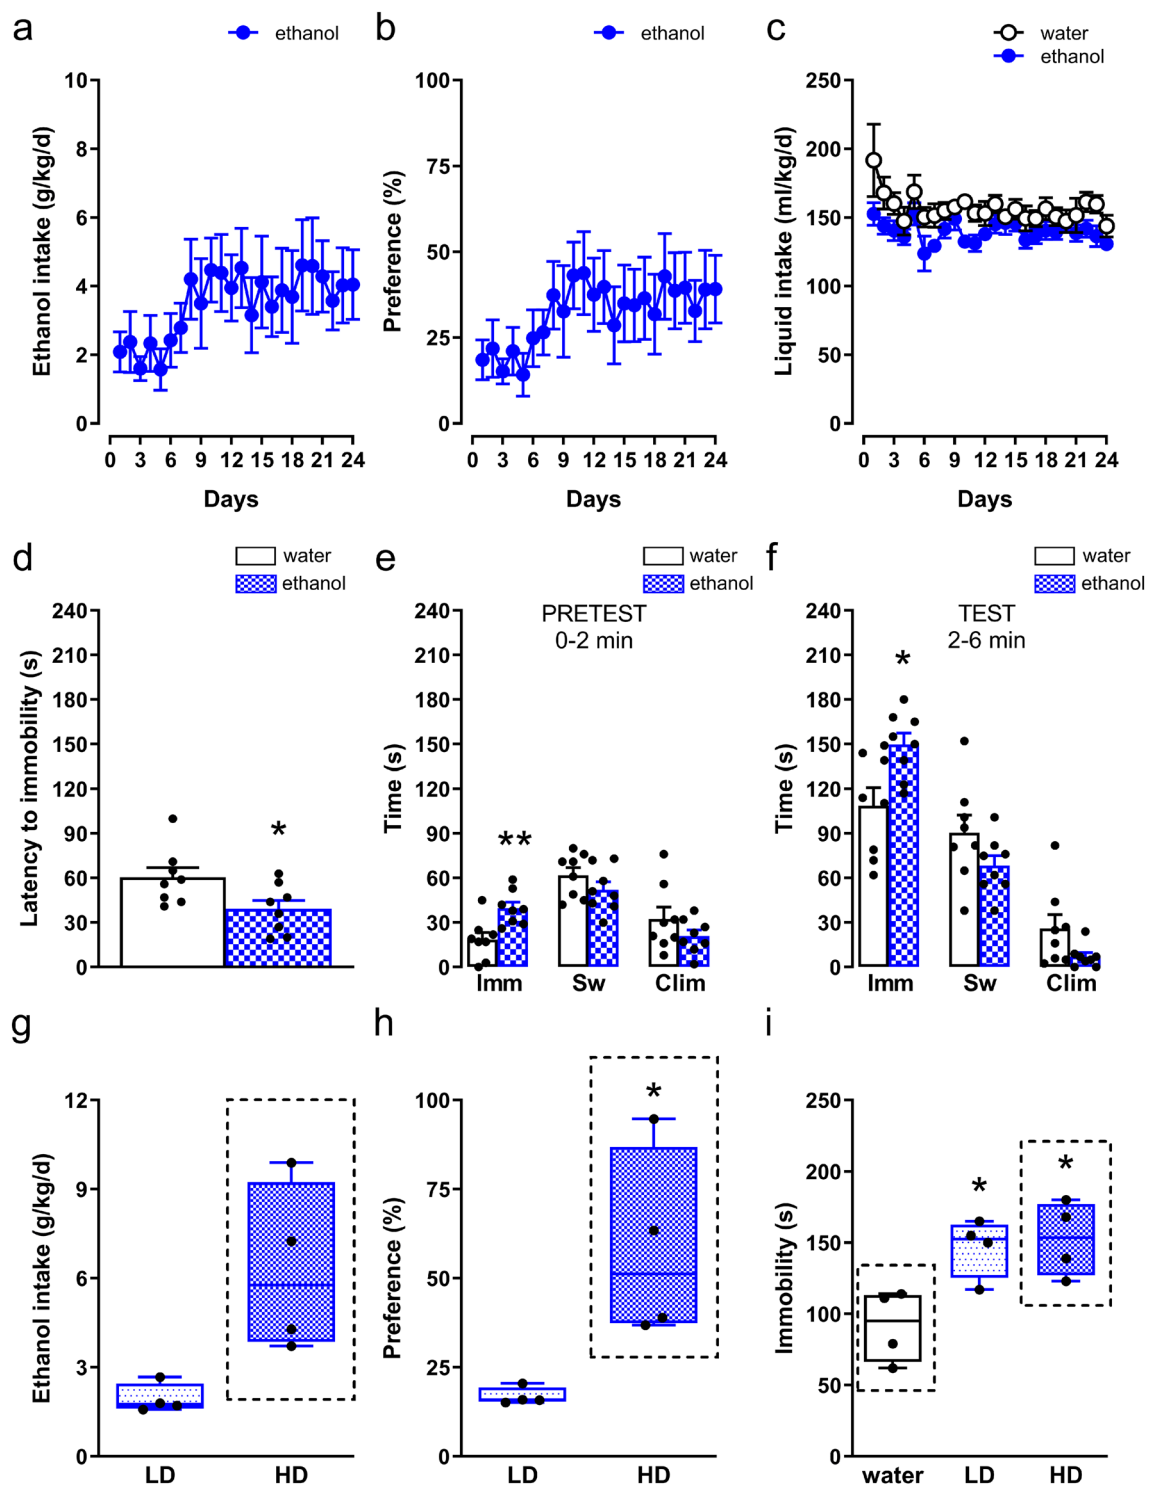 a
ethanol
10
8
6
4
2
0
Ethanol intake (g/kg/d)
0 3 6 9 12 15 18 21 24
Days
b
ethanol
100
75
50
25
0
Preference (%)
0 3 6 9 12 15 18 21 24
Days
c
water
ethanol
250
200
150
100
50
0
Liquid intake (ml/kg/d)
0 3 6 9 12 15 18 21 24
Days
d
water
ethanol
240
210
180
150
120
90
60
30
0
Latency to immobility (s)
*
e
water
ethanol
PRETEST
0-2 min
240
210
180
150
120
90
60
30
0
Time (s)
**
Imm Sw Clim
f
water
ethanol
TEST
2-6 min
240
210
180
150
120
90
60
30
0
Time (s)
*
Imm Sw Clim
g
12
9
6
3
0
Ethanol intake (g/kg/d)
LD HD
h
100
75
50
25
0
Preference (%)
*
LD HD
i
250
200
150
100
50
0
Immobility (s)
* *
water LD HD